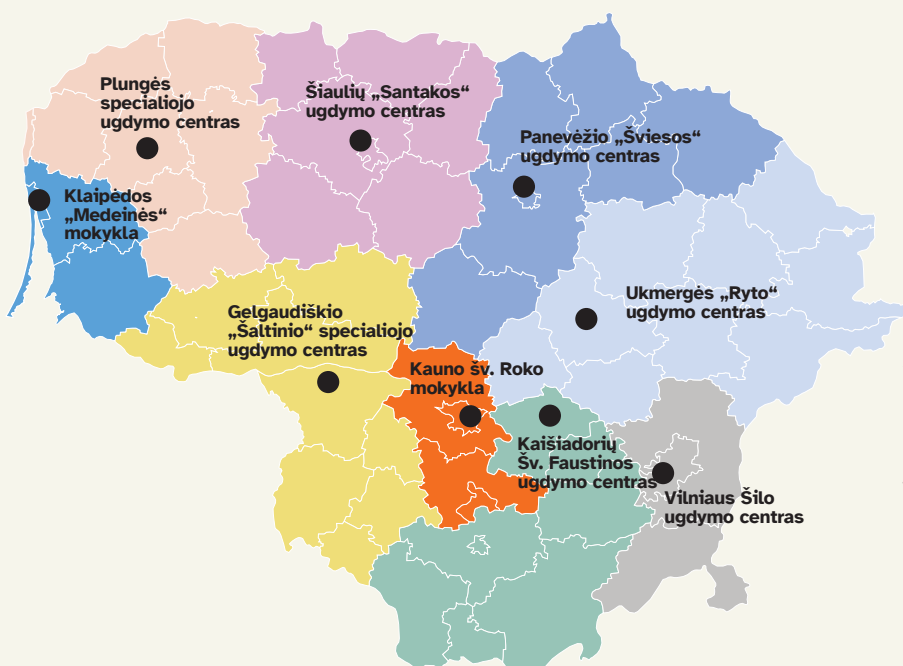 Plungės
specialiojo
ugdymo centras
Šiaulių „Santakos“
ugdymo centras
Panevėžio „Šviesos“
ugdymo centras
Klaipėdos
„Medeinės“
mokykla
Gelgaudiškio
„Šaltinio“ specialiojo
ugdymo centras
Ukmergės „Ryto“
ugdymo centras
Kauno šv. Roko
mokykla
Kaišiadorių
Šv. Faustinos
ugdymo centras
Vilniaus Šilo
ugdymo centras